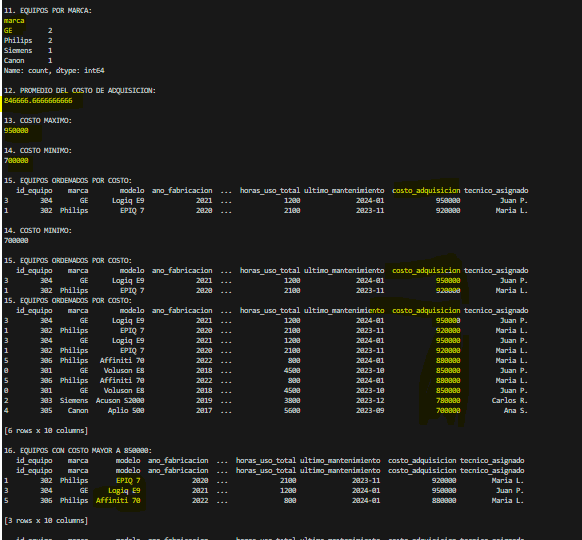 11. EQUIPOS POR MARCA:
marca
GE 2
Philips 2
Siemens 1
Canon 1
Name: count, dtype: int64
12. PROMEDIO DEL COSTO DE ADQUISICION:
846666.6666666666
13. COSTO MAXIMO:
950000
14. COSTO MINIMO:
700000
15. EQUIPOS ORDENADOS POR COSTO:
id_equipo marca modelo ano_fabricacion ... horas_uso_total ultimo_mantenimiento costo_adquisicion tecnico_asignado
3 304 GE Logiq E9 2021 ... 1200 2024-01 950000 Juan P.
1 302 Philips EPIQ 7 2020 ... 2100 2023-11 920000 Maria L.
14. COSTO MINIMO:
700000
15. EQUIPOS ORDENADOS POR COSTO:
id_equipo marca modelo ano_fabricacion ... horas_uso_total ultimo_mantenimiento costo_adquisicion tecnico_asignado
3 304 GE Logiq E9 2021 ... 1200 2024-01 950000 Juan P.
1 302 Philips EPIQ 7 2020 ... 2100 2023-11 920000 Maria L.
15. EQUIPOS ORDENADOS POR COSTO:
id_equipo marca modelo ano_fabricacion ... horas_uso_total ultimo_mantenimiento costo_adquisicion tecnico_asignado
3 304 GE Logiq E9 2021 ... 1200 2024-01 950000 Juan P.
1 302 Philips EPIQ 7 2020 ... 2100 2023-11 920000 Maria L.
3 304 GE Logiq E9 2021 ... 1200 2024-01 950000 Juan P.
1 302 Philips EPIQ 7 2020 ... 2100 2023-11 920000 Maria L.
5 306 Philips Affiniti 70 2022 ... 800 2024-01 880000 Maria L.
0 301 GE Voluson E8 2018 ... 4500 2023-10 850000 Juan P.
5 306 Philips Affiniti 70 2022 ... 800 2024-01 880000 Maria L.
0 301 GE Voluson E8 2018 ... 4500 2023-10 850000 Juan P.
2 303 Siemens Acuson S2000 2019 ... 3800 2023-12 780000 Carlos R.
4 305 Canon Aplio 500 2017 ... 5600 2023-09 700000 Ana S.
[6 rows x 10 columns]
16. EQUIPOS CON COSTO MAYOR A 850000:
id_equipo marca modelo ano_fabricacion ... horas_uso_total ultimo_mantenimiento costo_adquisicion tecnico_asignado
id_equipo marca modelo ano_fabricacion ... horas_uso_total ultimo_mantenimiento costo_adquisicion tecnico_asignado
1 302 Philips EPIQ 7 2020 ... 2100 2023-11 920000 Maria L.
3 304 GE Logiq E9 2021 ... 1200 2024-01 950000 Juan P.
5 306 Philips Affiniti 70 2022 ... 800 2024-01 880000 Maria L.
[3 rows x 10 columns]